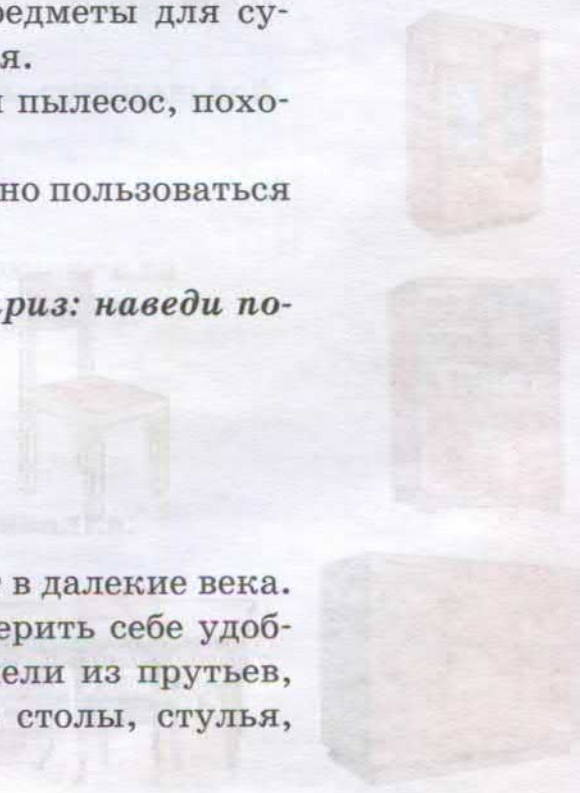 редметы для су-
я.
пылесос, похо-
но пользоваться
риз: наведи по-
в далекие века.
ерить себе удоб-
ели из прутьев,
столы, стулья,